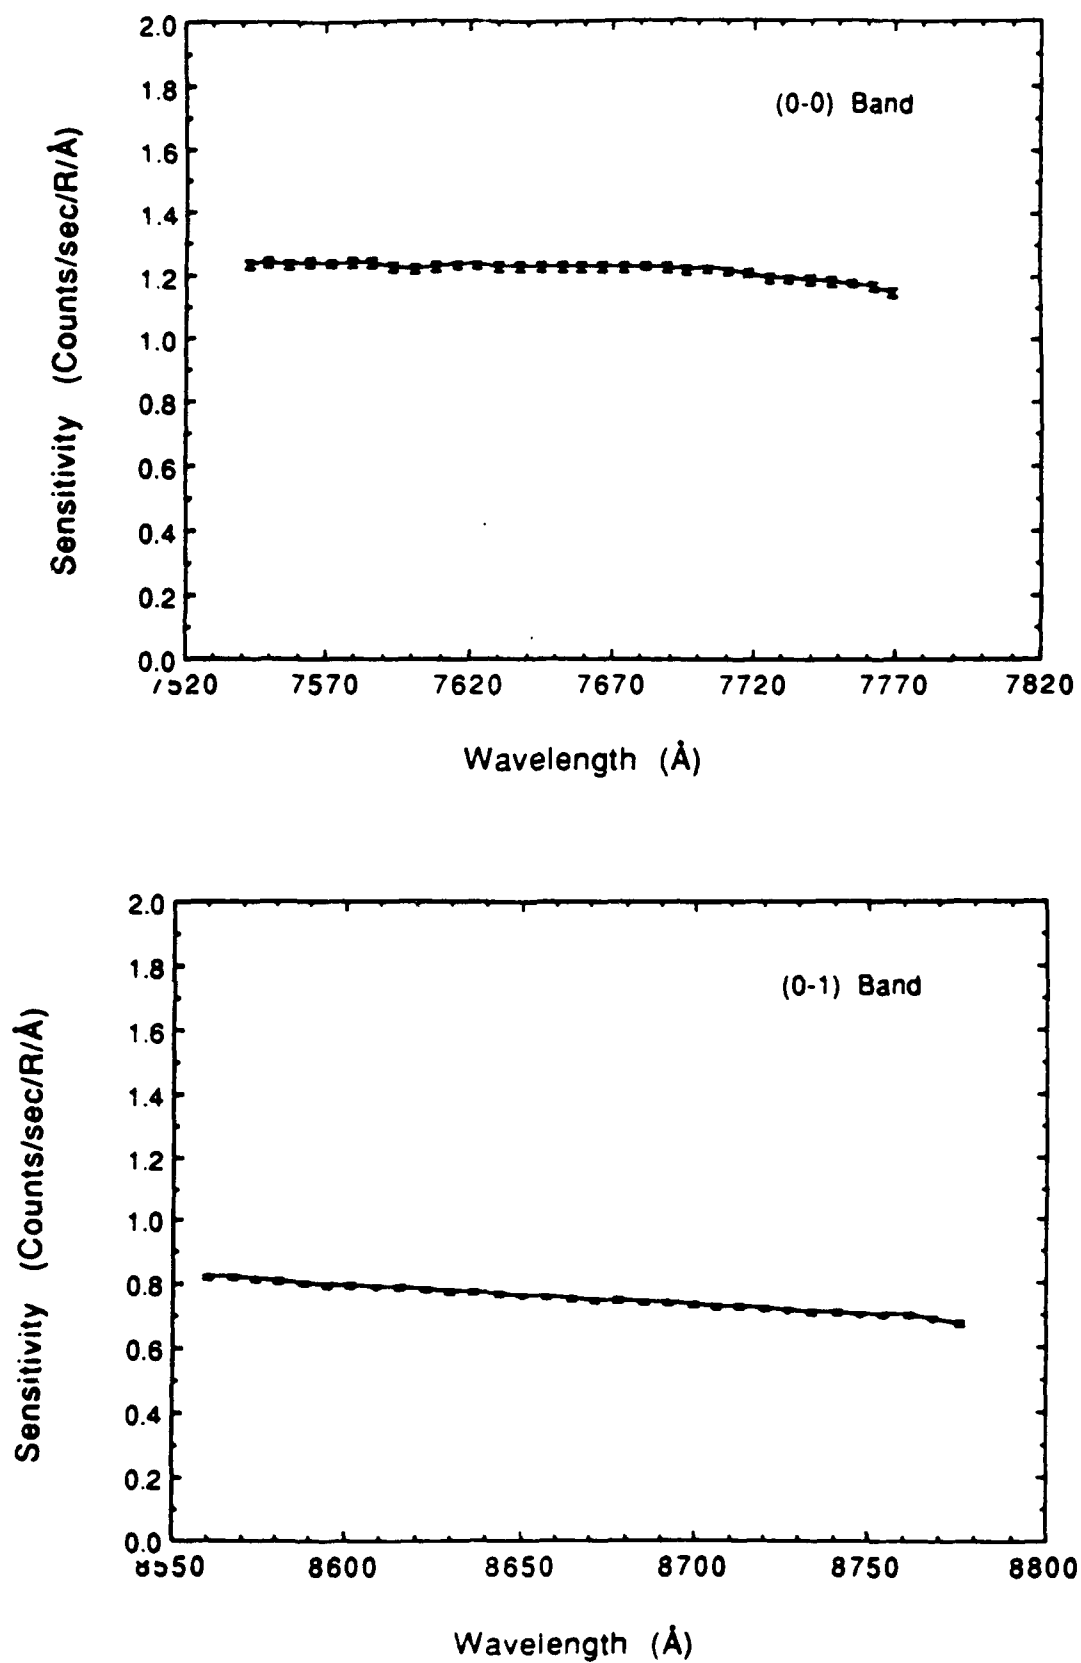 2.0
1.8
1.6
1.4
1.2
1.0
0.8
0.6
0.4
0.2
0.0
(0-0) Band
Sensitivity (Counts/sec/R/Å)
7520 7570 7620 7670 7720 7770 7820
Wavelength (Å)
2.0
1.8
1.6
1.4
1.2
1.0
0.8
0.6
0.4
0.2
0.0
(0-1) Band
Sensitivity (Counts/sec/R/Å)
8550 8600 8650 8700 8750 8800
Wavelength (Å)